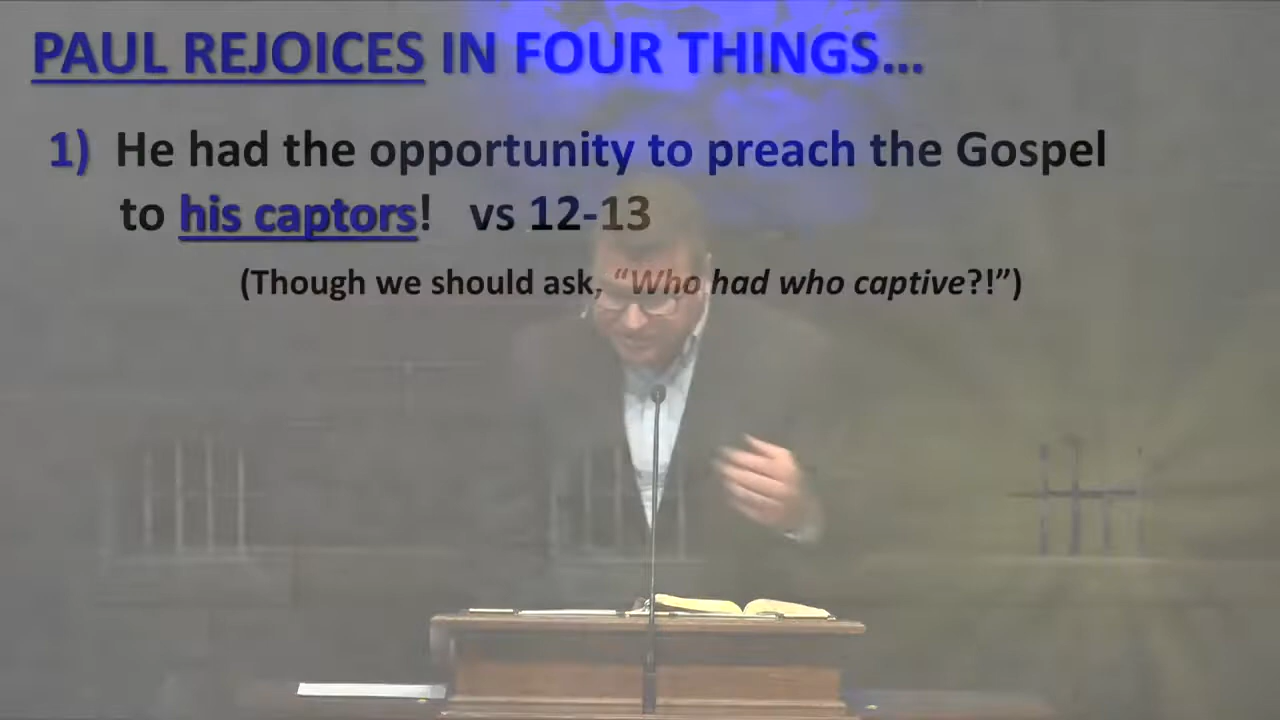 PAUL REJOICES IN FOUR THINGS...
1) He had the opportunity to preach the Gospel
to his captors! vs 12-13
(Though we should ask, “Who had who captive?!”)